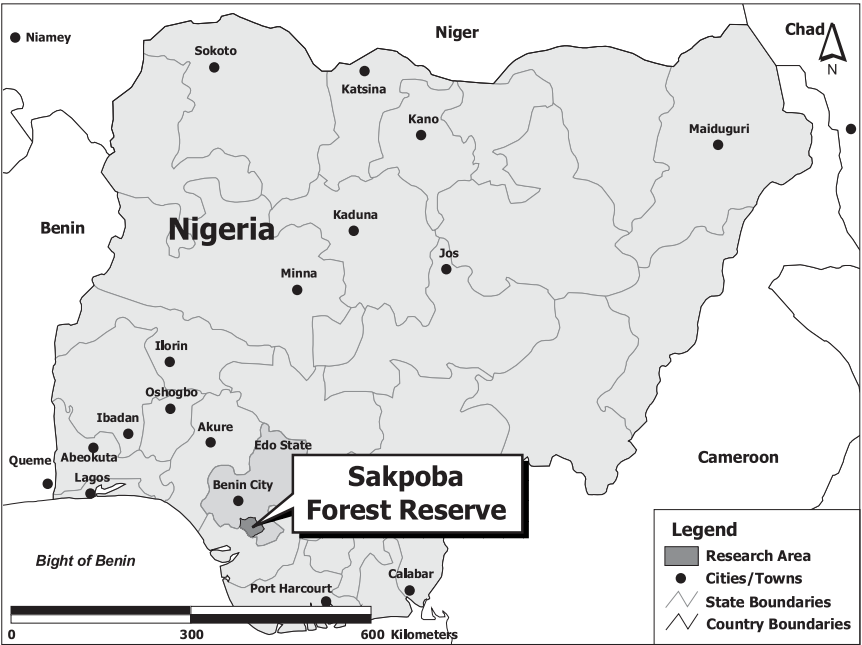 Niger
Chad
Niamey
Sokoto
N
Katsina
Kano
Maiduguri
Benin
Nigeria
Kaduna
Jos
Minna
Ilorin
Oshogbo
Ibadan
Akure
Edo State
Abeokuta
Queme
Lagos
Benin City
Sakpoba
Forest Reserve
Cameroon
Bight of Benin
Port Harcourt
Calabar
0
300
600 Kilometers
Legend
Research Area
Cities/Towns
State Boundaries
Country Boundaries